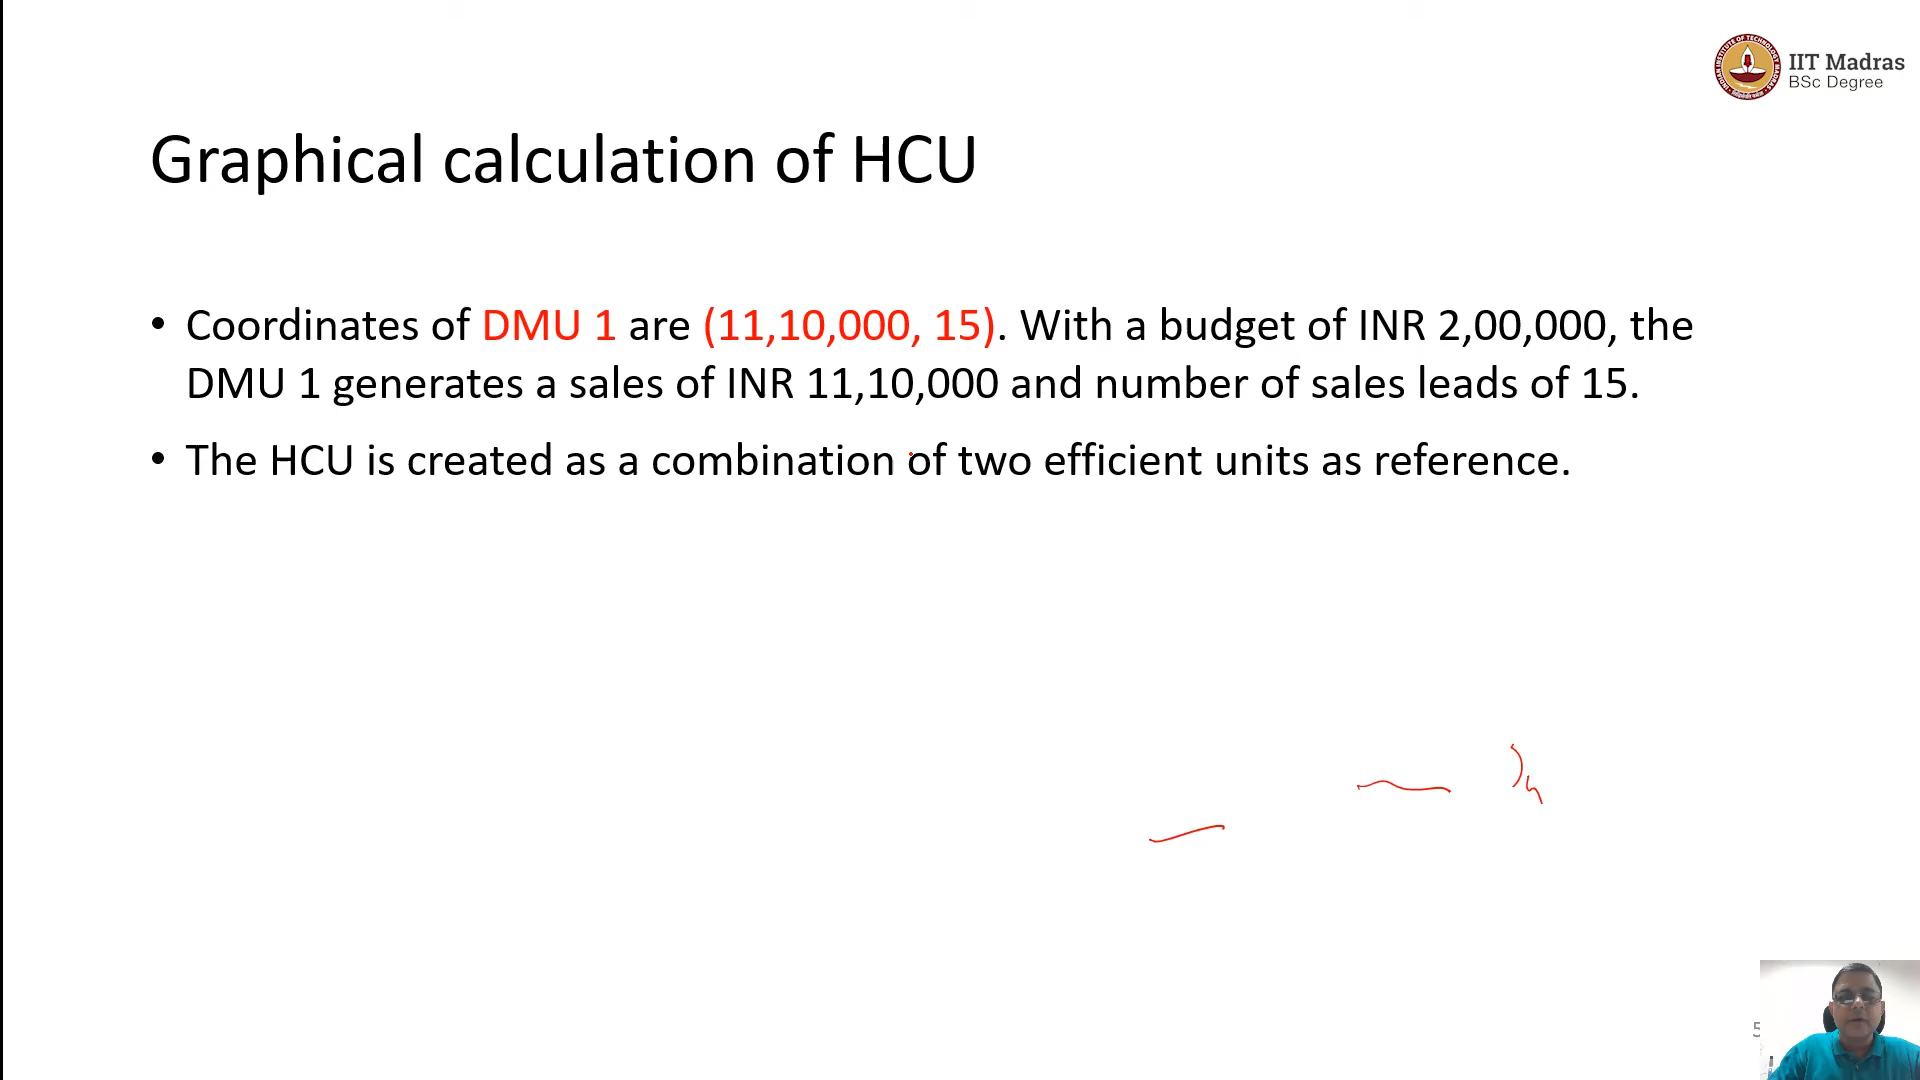 IIT Madras
BSc Degree
Graphical calculation of HCU
• Coordinates of DMU 1 are (11,10,000, 15). With a budget of INR 2,00,000, the
DMU 1 generates a sales of INR 11,10,000 and number of sales leads of 15.
• The HCU is created as a combination of two efficient units as reference.
5